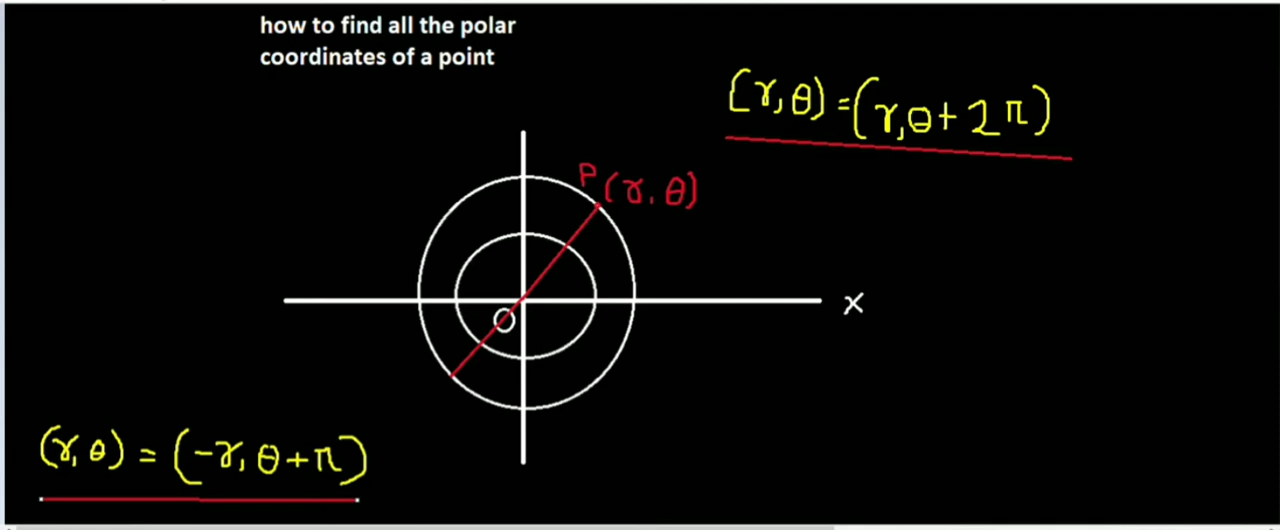 how to find all the polar
coordinates of a point
(r, θ) = (r, θ + 2π)
P(r, θ)
X
O
(r, θ) = (-r, θ + π)